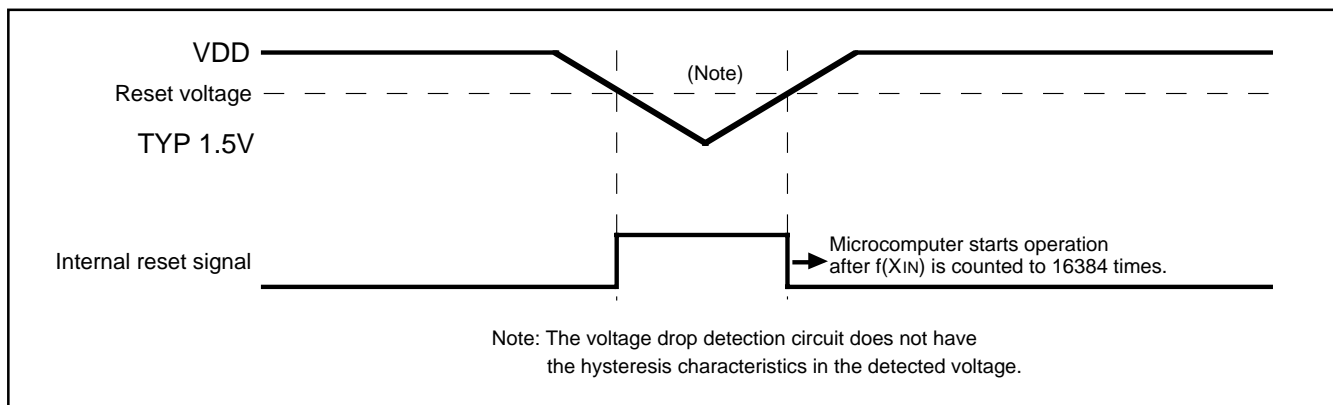 VDD
(Note)
Reset voltage
TYP 1.5V
Microcomputer starts operation
Internal reset signal
after f(XIN) is counted to 16384 times.
Note: The voltage drop detection circuit does not have
the hysteresis characteristics in the detected voltage.